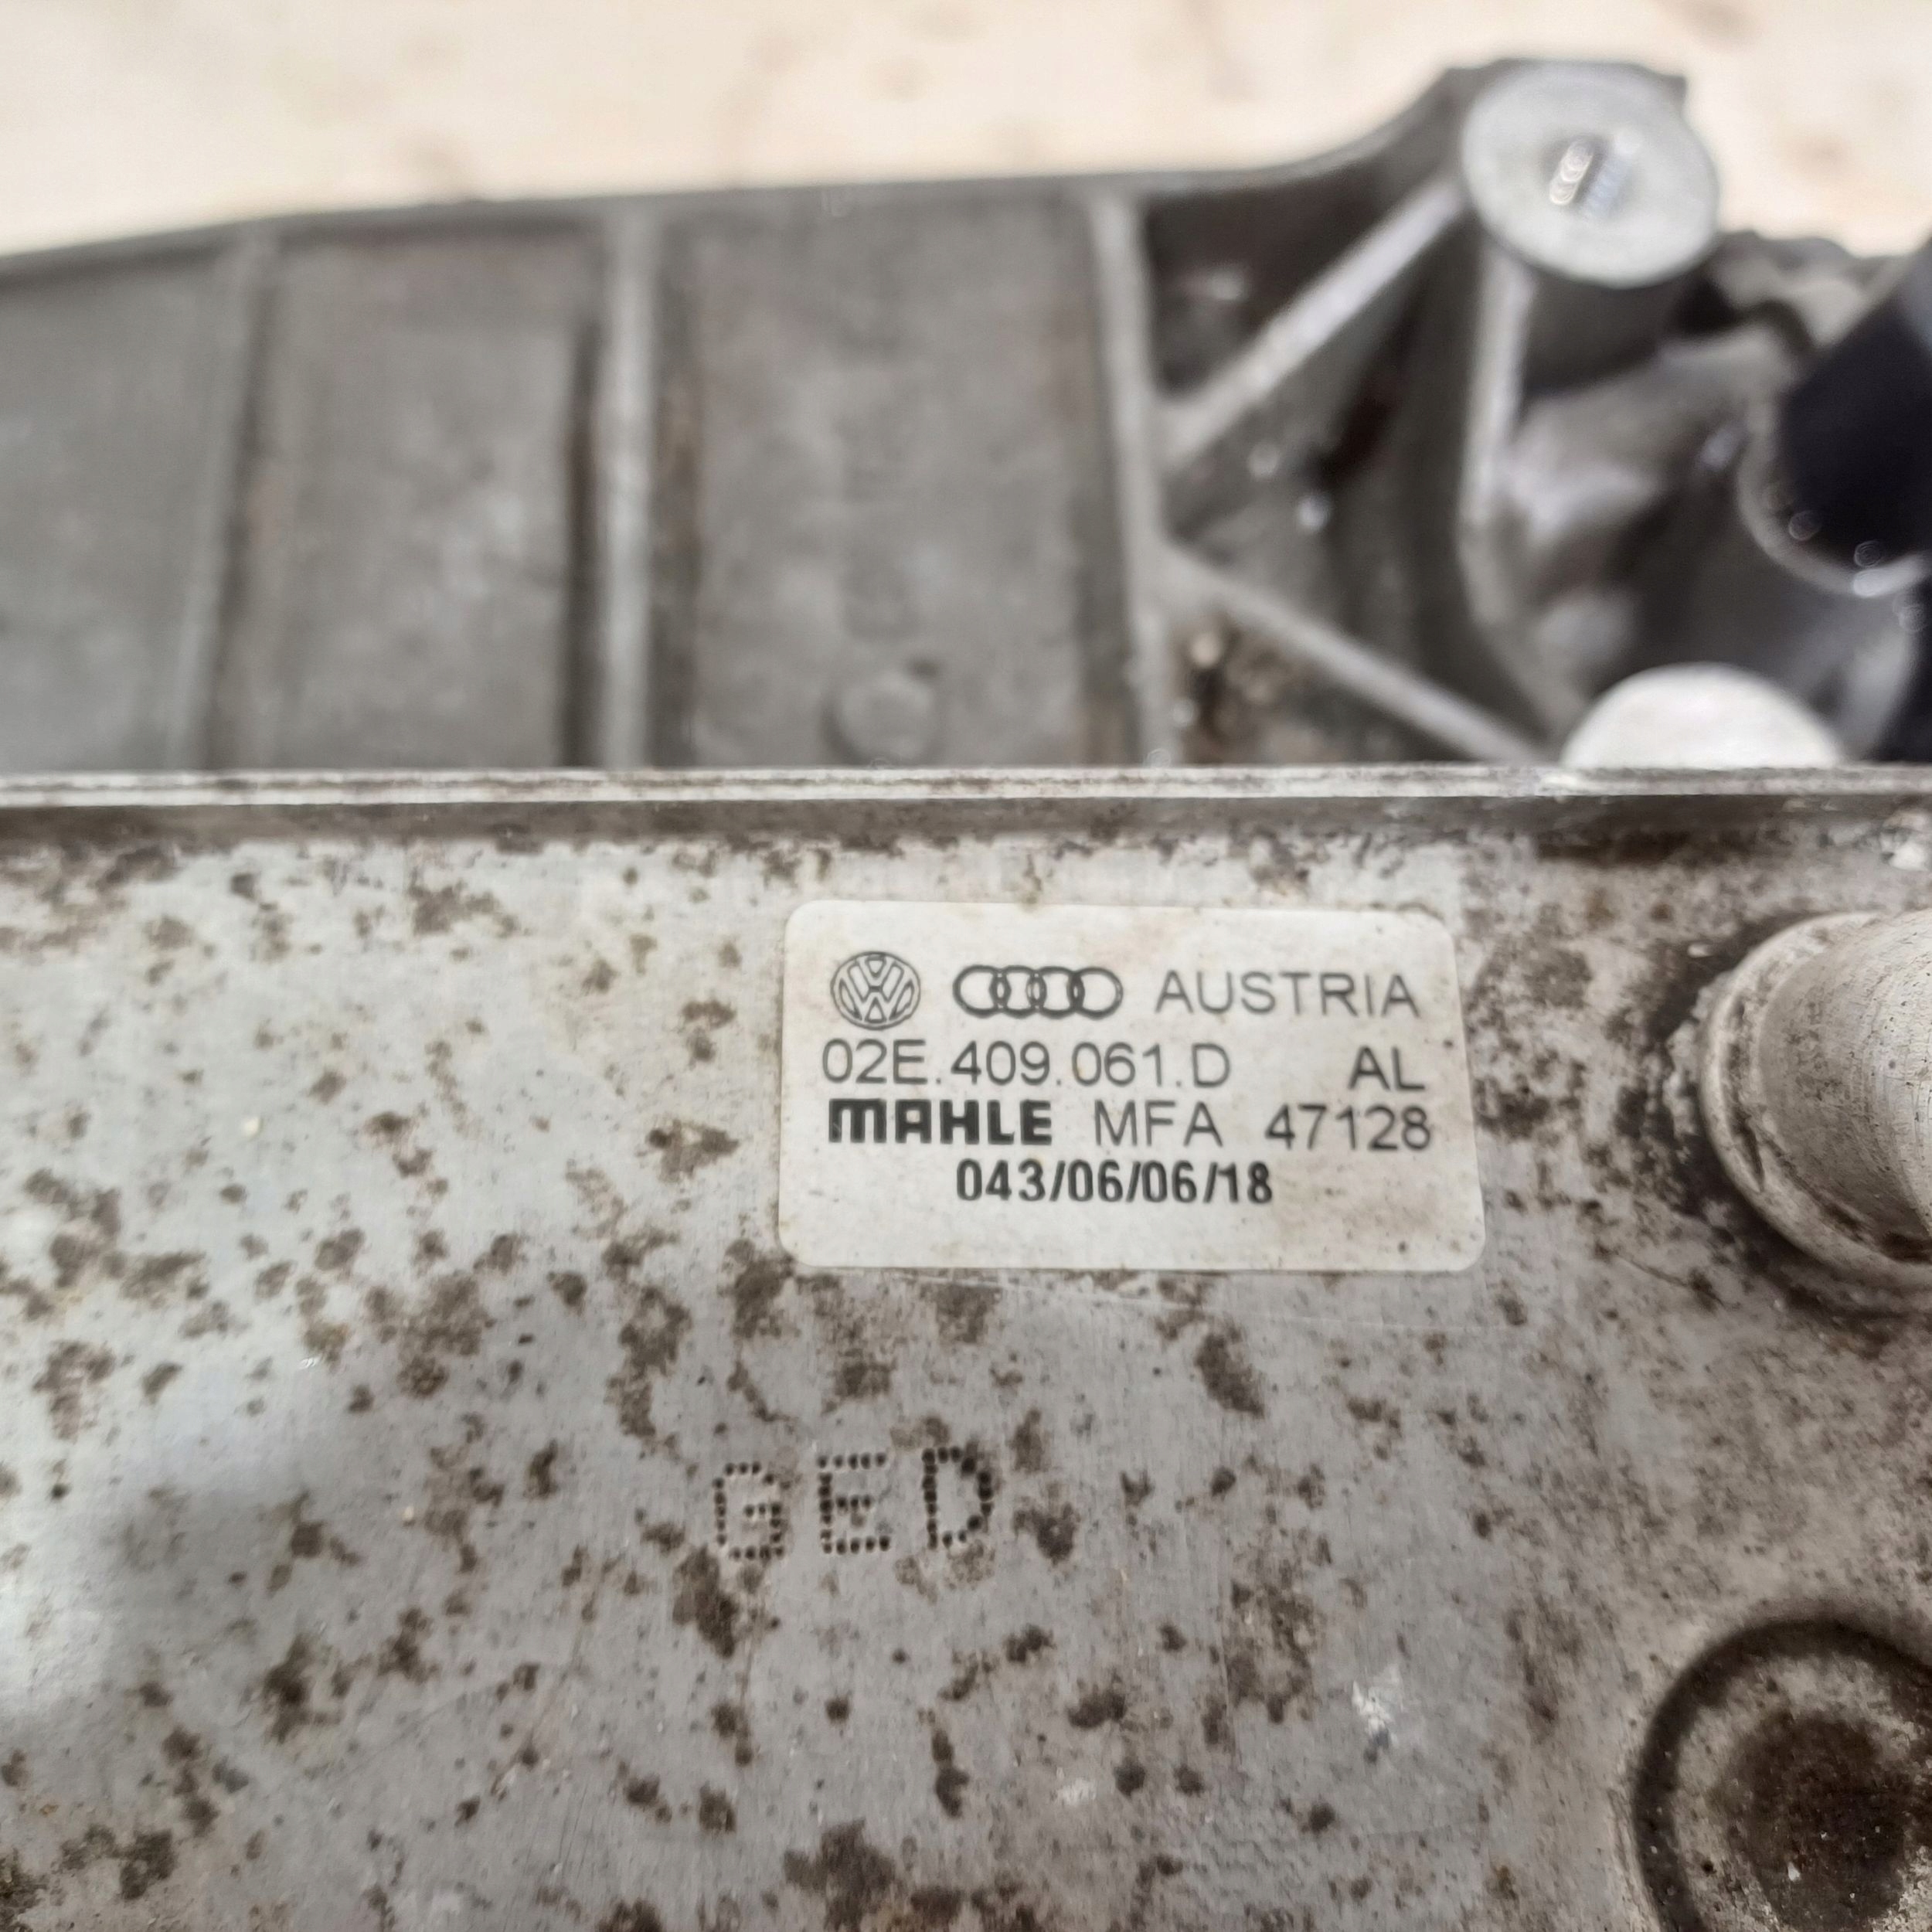 AUSTRIA
02E.409.061.D AL
MAHLE MFA 47128
043/06/06/18
GED